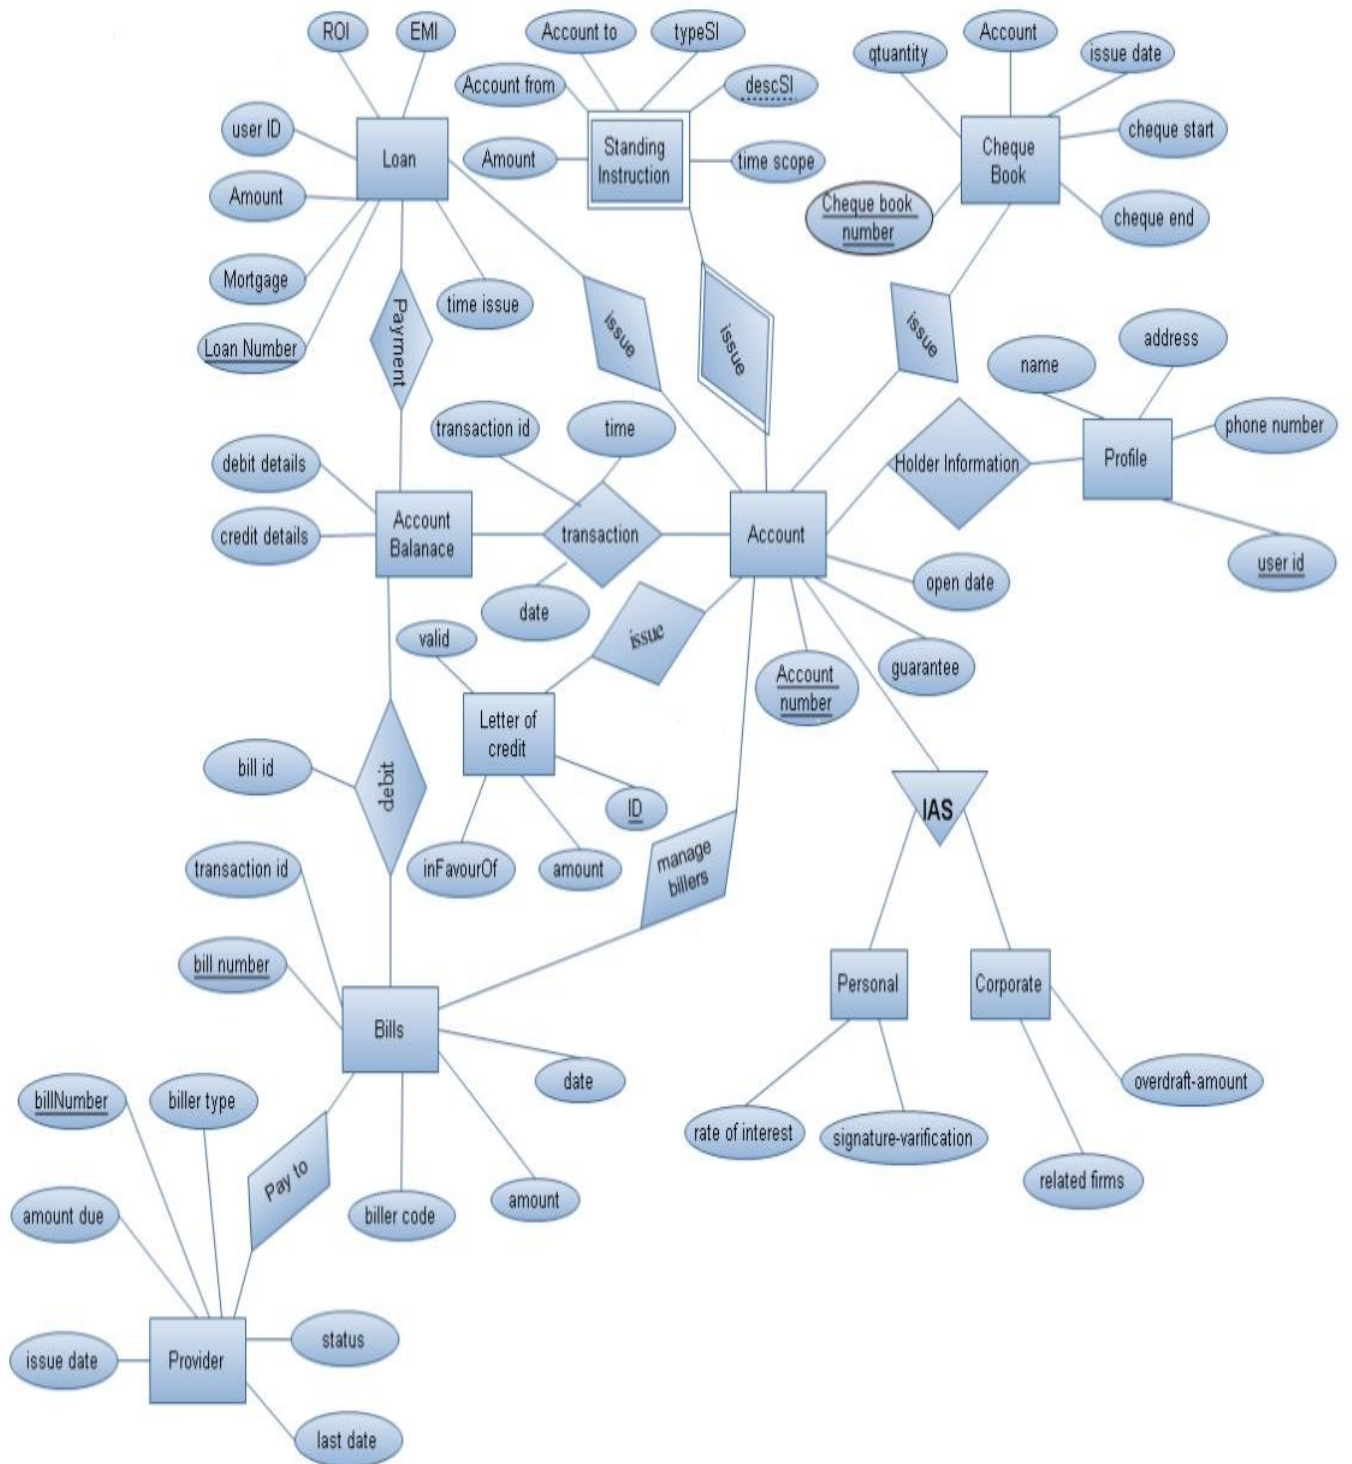 ROI
EMI
Account to
typeSI
Account
qtuantity
issue date
Account from
descSI
user ID
Loan
Standing
Instruction
Cheque
Book
cheque start
Amount
time scope
Amount
Cheque book
number
cheque end
Mortgage
time issue
Loan Number
Payment
issue
issue
issue
name
address
phone number
transaction id
time
Holder Information
Profile
debit details
credit details
Account
Balanace
transaction
Account
user id
open date
date
valid
issue
guarantee
Account
number
Letter of
credit
bill id
debit
ID
IAS
transaction id
inFavourOf
amount
manage
billers
bill number
Personal
Corporate
Bills
date
overdraft-amount
billNumber
biller type
rate of interest
signature-varification
Pay to
related firms
amount due
biller code
amount
issue date
Provider
status
last date